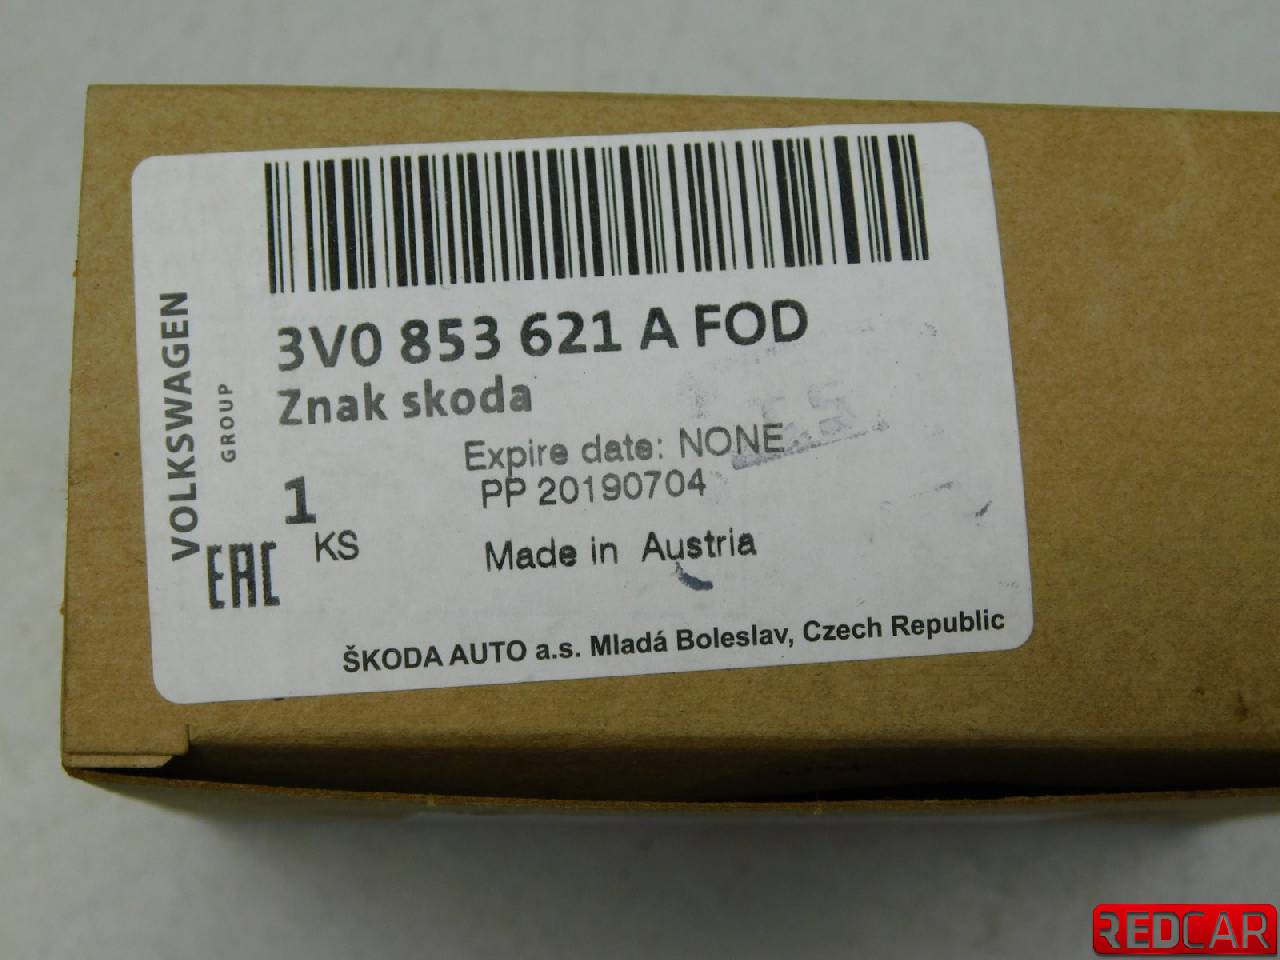 3V0 853 621 A FOD
Znak skoda
VOLKSWAGEN
GROUP
Expire date: NONE
PP 20190704
1
KS
EAC
Made in Austria
ŠKODA AUTO a.s. Mladá Boleslav, Czech Republic
REDCAR